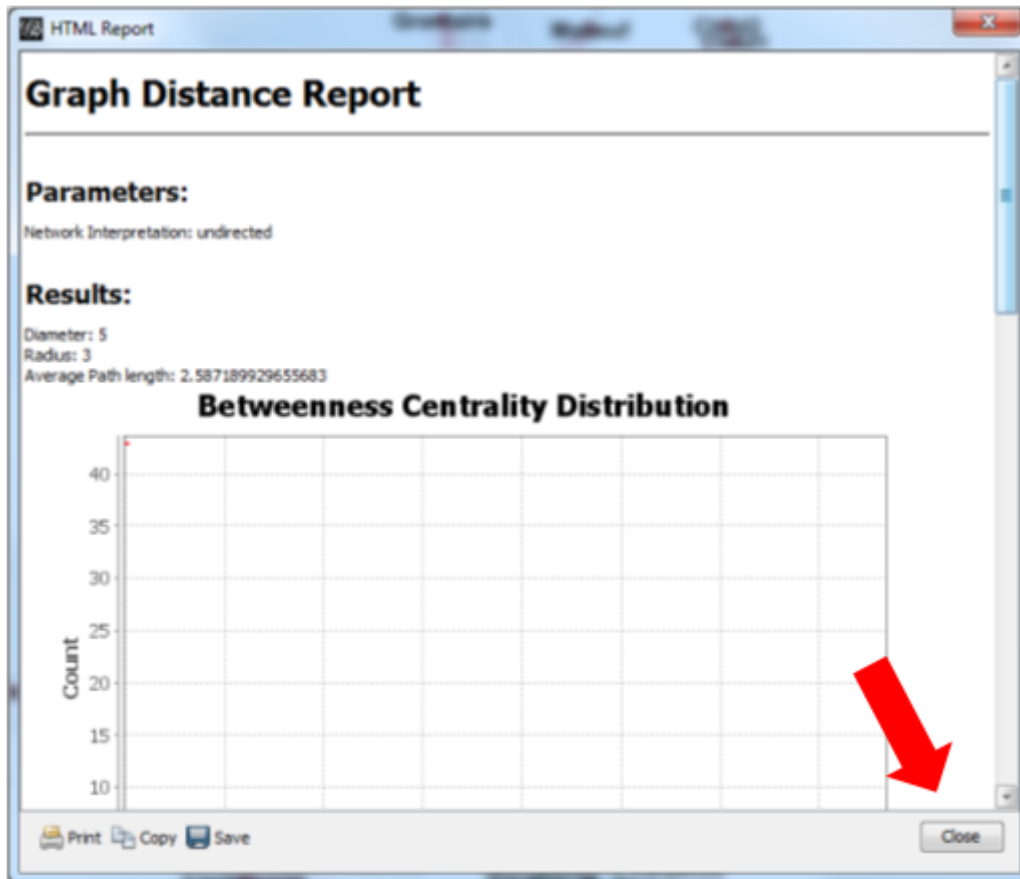 HTML Report
Graph Distance Report
Parameters:
Network Interpretation: undirected
Results:
Diameter: 5
Radius: 3
Average Path length: 2.587189929655683
Betweenness Centrality Distribution
40
35
30
25
Count
20
15
10
Print Copy Save Close